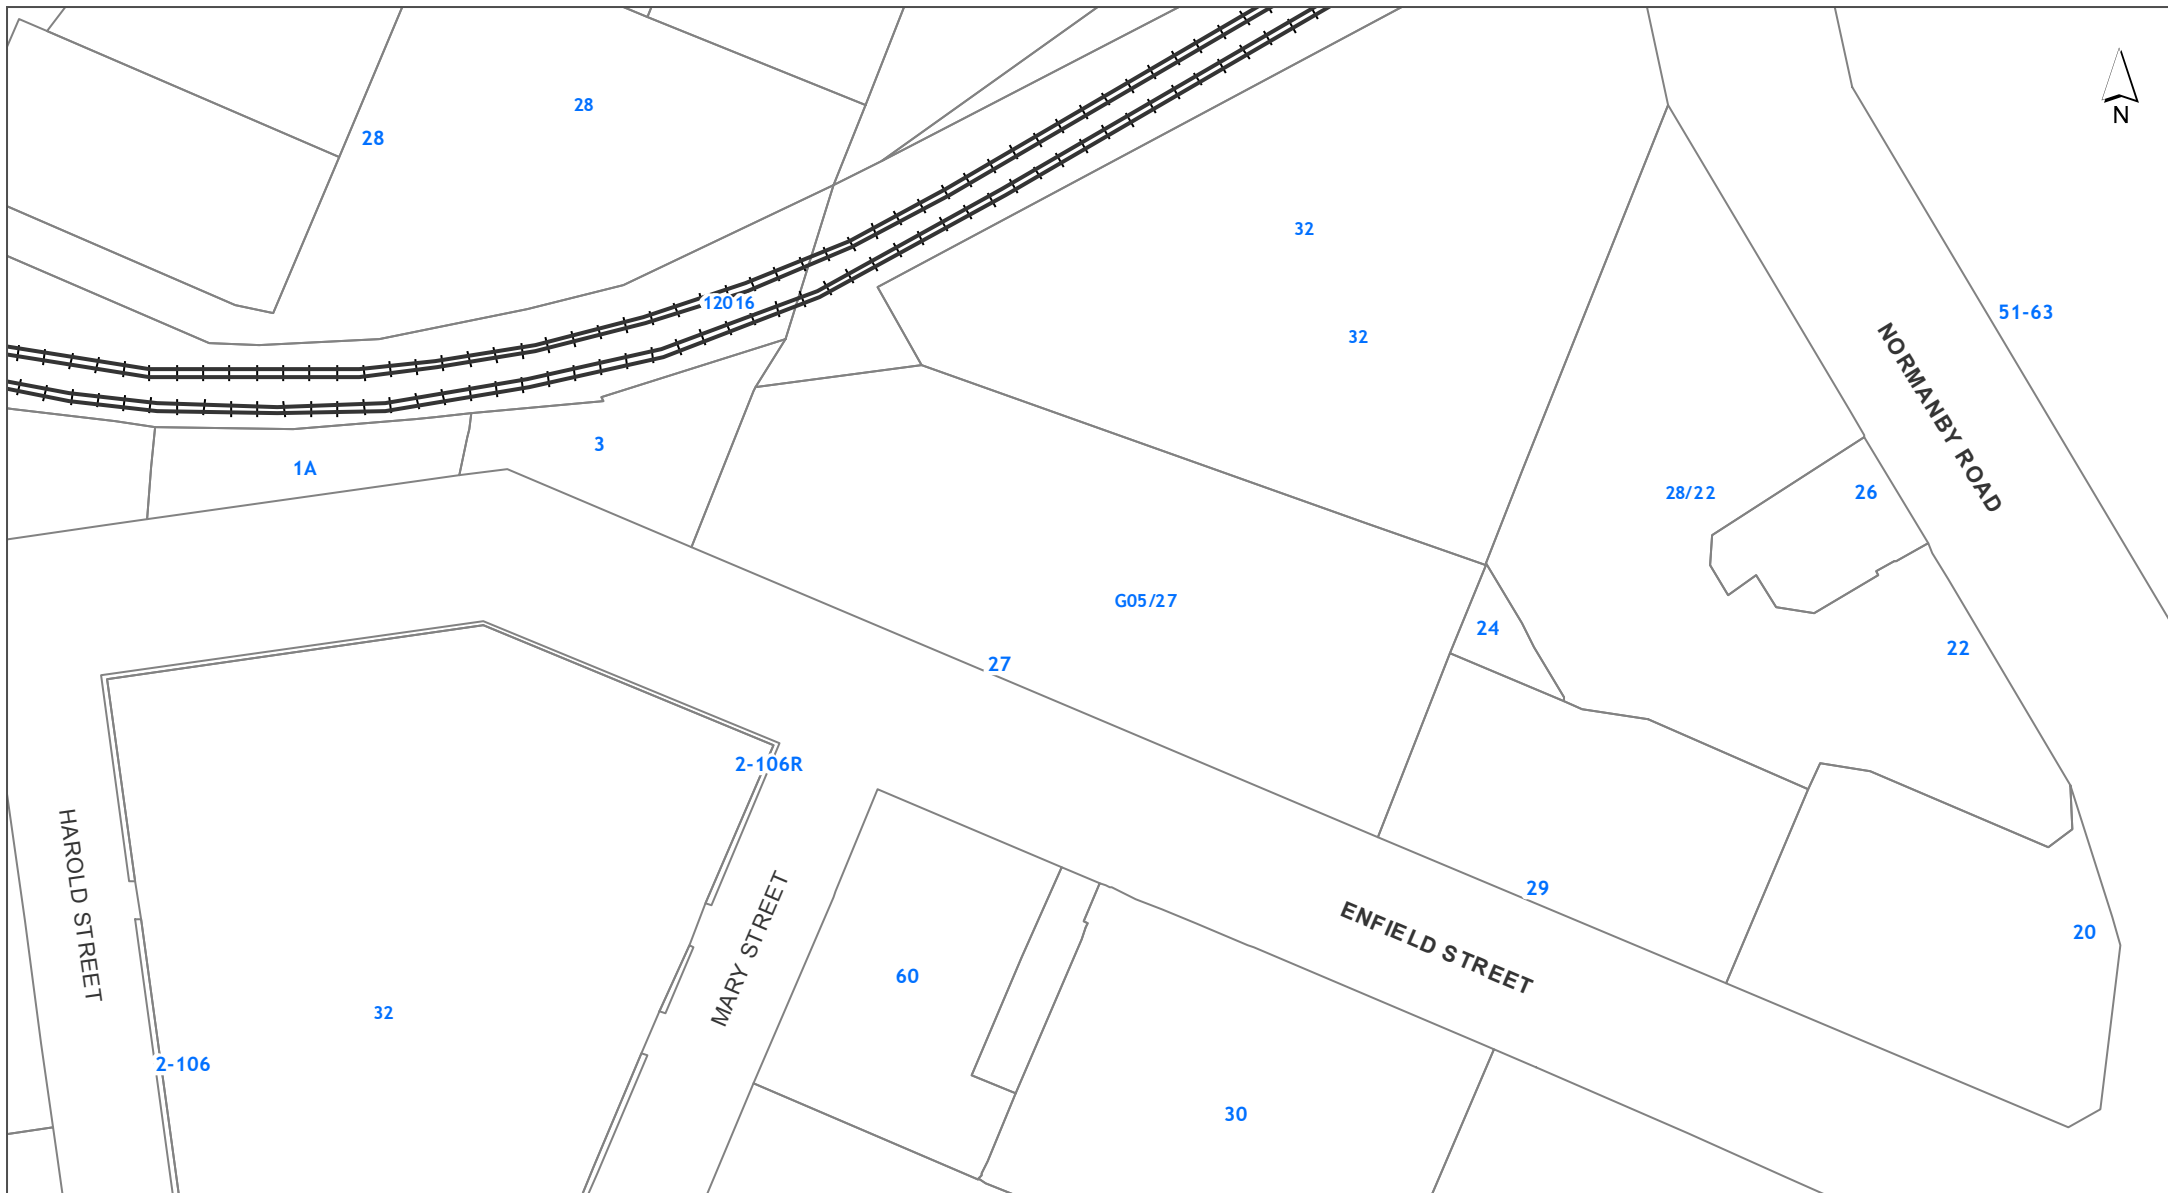 28
28
N
32
12016
51-63
32
NORMANBY ROAD
3
1A
28/22
26
G05/27
24
22
27
2-106R
HAROLD STREET
MARY STREET
29
ENFIELD STREET
20
60
32
2-106
30